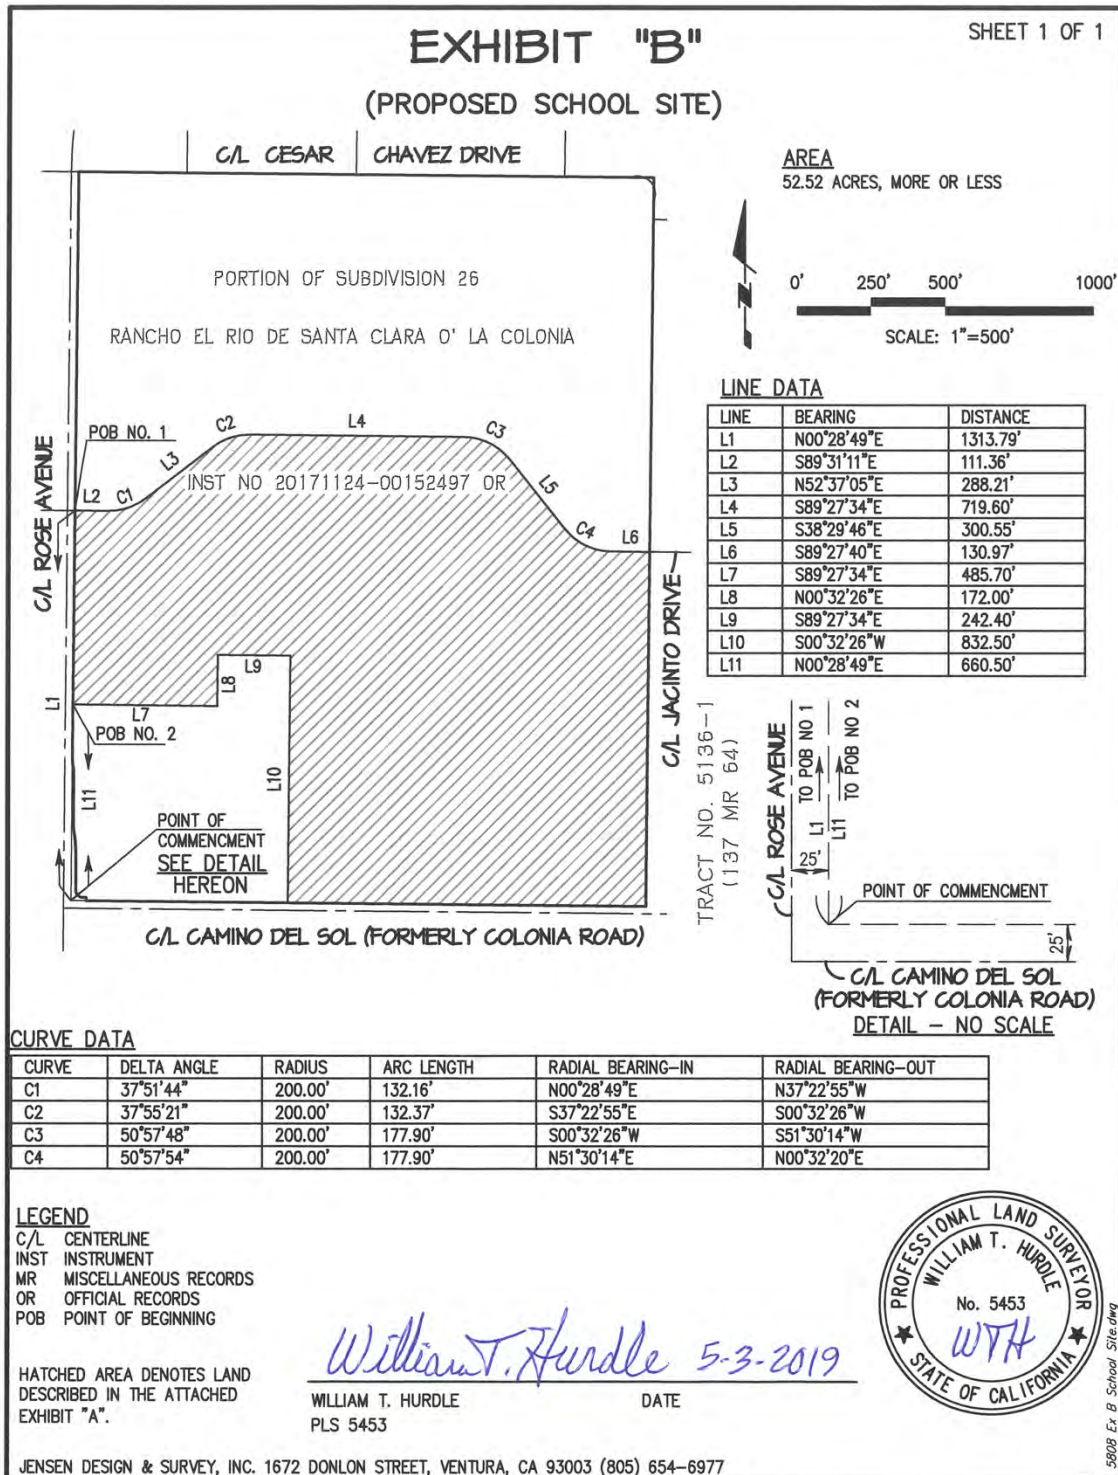 SHEET 1 OF 1
EXHIBIT "B"
(PROPOSED SCHOOL SITE)
C/L CESAR CHAVEZ DRIVE
AREA
52.52 ACRES, MORE OR LESS
N
0' 250' 500' 1000'
SCALE: 1"=500'
PORTION OF SUBDIVISION 26
RANCHO EL RIO DE SANTA CLARA O' LA COLONIA
INST NO 20171124-00152497 OR
POB NO. 1
L2
C1
L3
C2
L4
C3
L5
C4
L6
C/L ROSE AVENUE
L1
L7
POB NO. 2
L8
L9
L10
L11
POINT OF
COMMENCMENT
SEE DETAIL
HEREON
C/L JACINTO DRIVE
TRACT NO. 5136-1
(137 MR 64)
C/L CAMINO DEL SOL (FORMERLY COLONIA ROAD)
LINE DATA
LINE BEARING DISTANCE
L1 N00°28'49"E 1313.79'
L2 S89°31'11"E 111.36'
L3 N52°37'05"E 288.21'
L4 S89°27'34"E 719.60'
L5 S38°29'46"E 300.55'
L6 S89°27'40"E 130.97'
L7 S89°27'34"E 485.70'
L8 N00°32'26"E 172.00'
L9 S89°27'34"E 242.40'
L10 S00°32'26"W 832.50'
L11 N00°28'49"E 660.50'
C/L ROSE AVENUE
TO POB NO 1
TO POB NO 2
L1
L11
25'
POINT OF COMMENCMENT
25'
C/L CAMINO DEL SOL
(FORMERLY COLONIA ROAD)
DETAIL – NO SCALE
CURVE DATA
CURVE DELTA ANGLE RADIUS ARC LENGTH RADIAL BEARING–IN RADIAL BEARING–OUT
C1 37°51'44" 200.00' 132.16' N00°28'49"E N37°22'55"W
C2 37°55'21" 200.00' 132.37' S37°22'55"E S00°32'26"W
C3 50°57'48" 200.00' 177.90' S00°32'26"W S51°30'14"W
C4 50°57'54" 200.00' 177.90' N51°30'14"E N00°32'20"E
LEGEND
C/L CENTERLINE
INST INSTRUMENT
MR MISCELLANEOUS RECORDS
OR OFFICIAL RECORDS
POB POINT OF BEGINNING
HATCHED AREA DENOTES LAND
DESCRIBED IN THE ATTACHED
EXHIBIT "A".
William T. Hurdle 5-3-2019
WILLIAM T. HURDLE DATE
PLS 5453
PROFESSIONAL LAND SURVEYOR
WILLIAM T. HURDLE
No. 5453
WTH
STATE OF CALIFORNIA
JENSEN DESIGN & SURVEY, INC. 1672 DONLON STREET, VENTURA, CA 93003 (805) 654–6977
5808 Ex B School Site.dwg